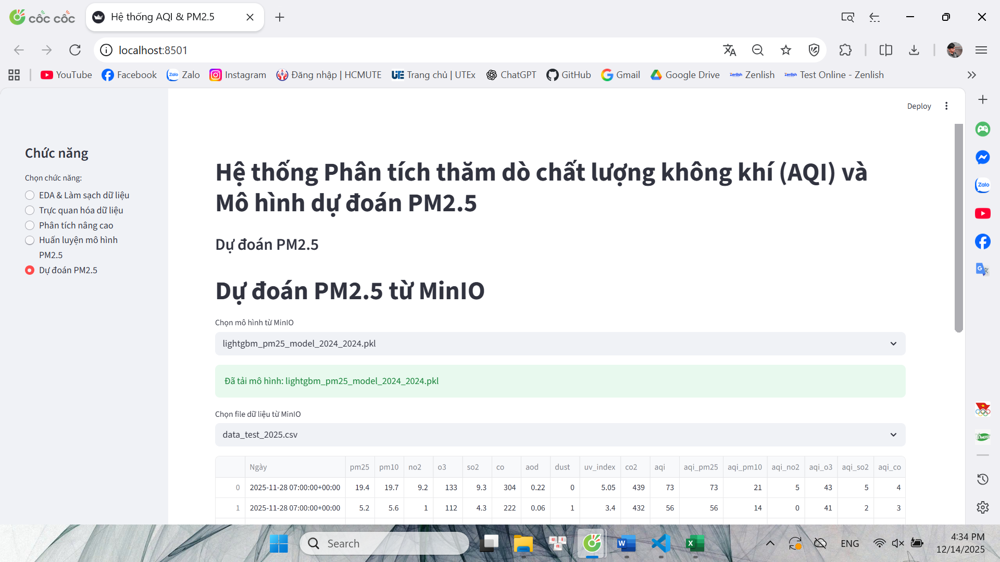 cốc cốc
Hệ thống AQI & PM2.5
localhost:8501
YouTube
Facebook
Zalo
Instagram
Đăng nhập | HCMUTE
Trang chủ | UTEx
ChatGPT
GitHub
Gmail
Google Drive
Zenlish
Test Online - Zenlish
Deploy
Chức năng
Chọn chức năng:
EDA & Làm sạch dữ liệu
Trực quan hóa dữ liệu
Phân tích nâng cao
Huấn luyện mô hình
PM2.5
Dự đoán PM2.5
Hệ thống Phân tích thăm dò chất lượng không khí (AQI) và
Mô hình dự đoán PM2.5
Dự đoán PM2.5
Dự đoán PM2.5 từ MinIO
Chọn mô hình từ MinIO
lightgbm_pm25_model_2024_2024.pkl
Đã tải mô hình: lightgbm_pm25_model_2024_2024.pkl
Chọn file dữ liệu từ MinIO
data_test_2025.csv
Ngày pm25 pm10 no2 o3 so2 co aod dust uv_index co2 aqi aqi_pm25 aqi_pm10 aqi_no2 aqi_o3 aqi_so2 aqi_co
0 2025-11-28 07:00:00+00:00 19.4 19.7 9.2 133 9.3 304 0.22 0 5.05 439 73 73 21 5 43 5 4
1 2025-11-28 07:00:00+00:00 5.2 5.6 1 112 4.3 222 0.06 1 3.4 432 56 56 14 0 41 2 3
Search
ENG
4:34 PM
12/14/2025